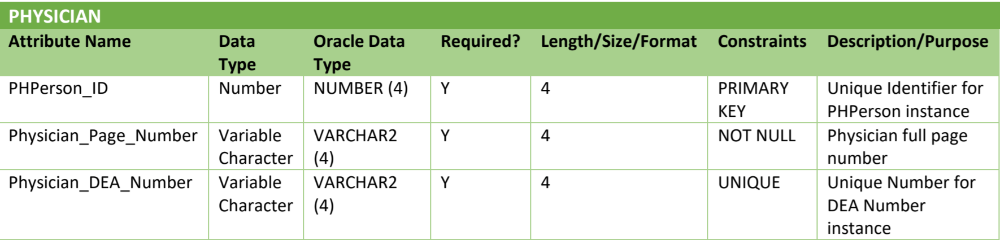 PHYSICIAN
Attribute Name Data Type Oracle Data Type Required? Length/Size/Format Constraints Description/Purpose
PHPerson_ID Number NUMBER (4) Y 4 PRIMARY KEY Unique Identifier for PHPerson instance
Physician_Page_Number Variable Character VARCHAR2 (4) Y 4 NOT NULL Physician full page number
Physician_DEA_Number Variable Character VARCHAR2 (4) Y 4 UNIQUE Unique Number for DEA Number instance